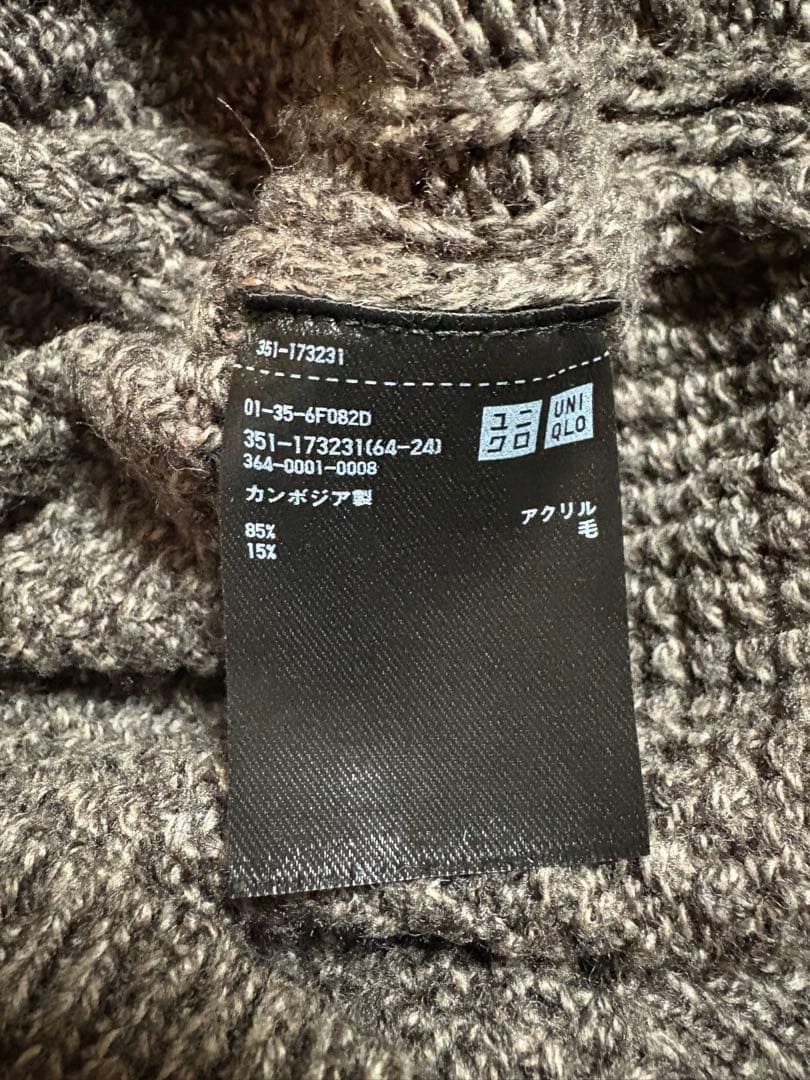 351-173231
01-35-6F082D
351-173231(64-24)
364-0001-0008
カンボジア製
ユニ
クロ
UNI
QLO
85% アクリル
15% 毛